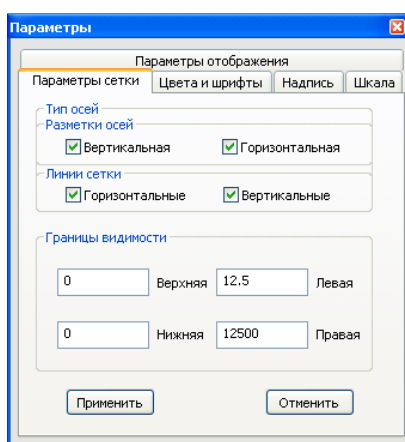 Параметры
Параметры отображения
Параметры сетки Цвета и шрифты Надпись Шкала
Тип осей
Разметки осей
Вертикальная Горизонтальная
Линии сетки
Горизонтальные Вертикальные
Границы видимости
0 Верхняя 12.5 Левая
0 Нижняя 12500 Правая
Применить Отменить